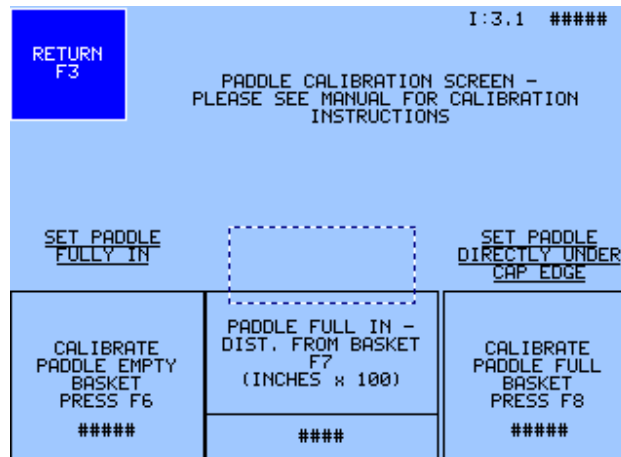 I:3.1 #####
RETURN
F3
PADDLE CALIBRATION SCREEN -
PLEASE SEE MANUAL FOR CALIBRATION
INSTRUCTIONS
SET PADDLE
FULLY IN
SET PADDLE
DIRECTLY UNDER
CAP EDGE
CALIBRATE
PADDLE EMPTY
BASKET
PRESS F6
#####
PADDLE FULL IN -
DIST. FROM BASKET
F7
(INCHES x 100)
####
CALIBRATE
PADDLE FULL
BASKET
PRESS F8
#####